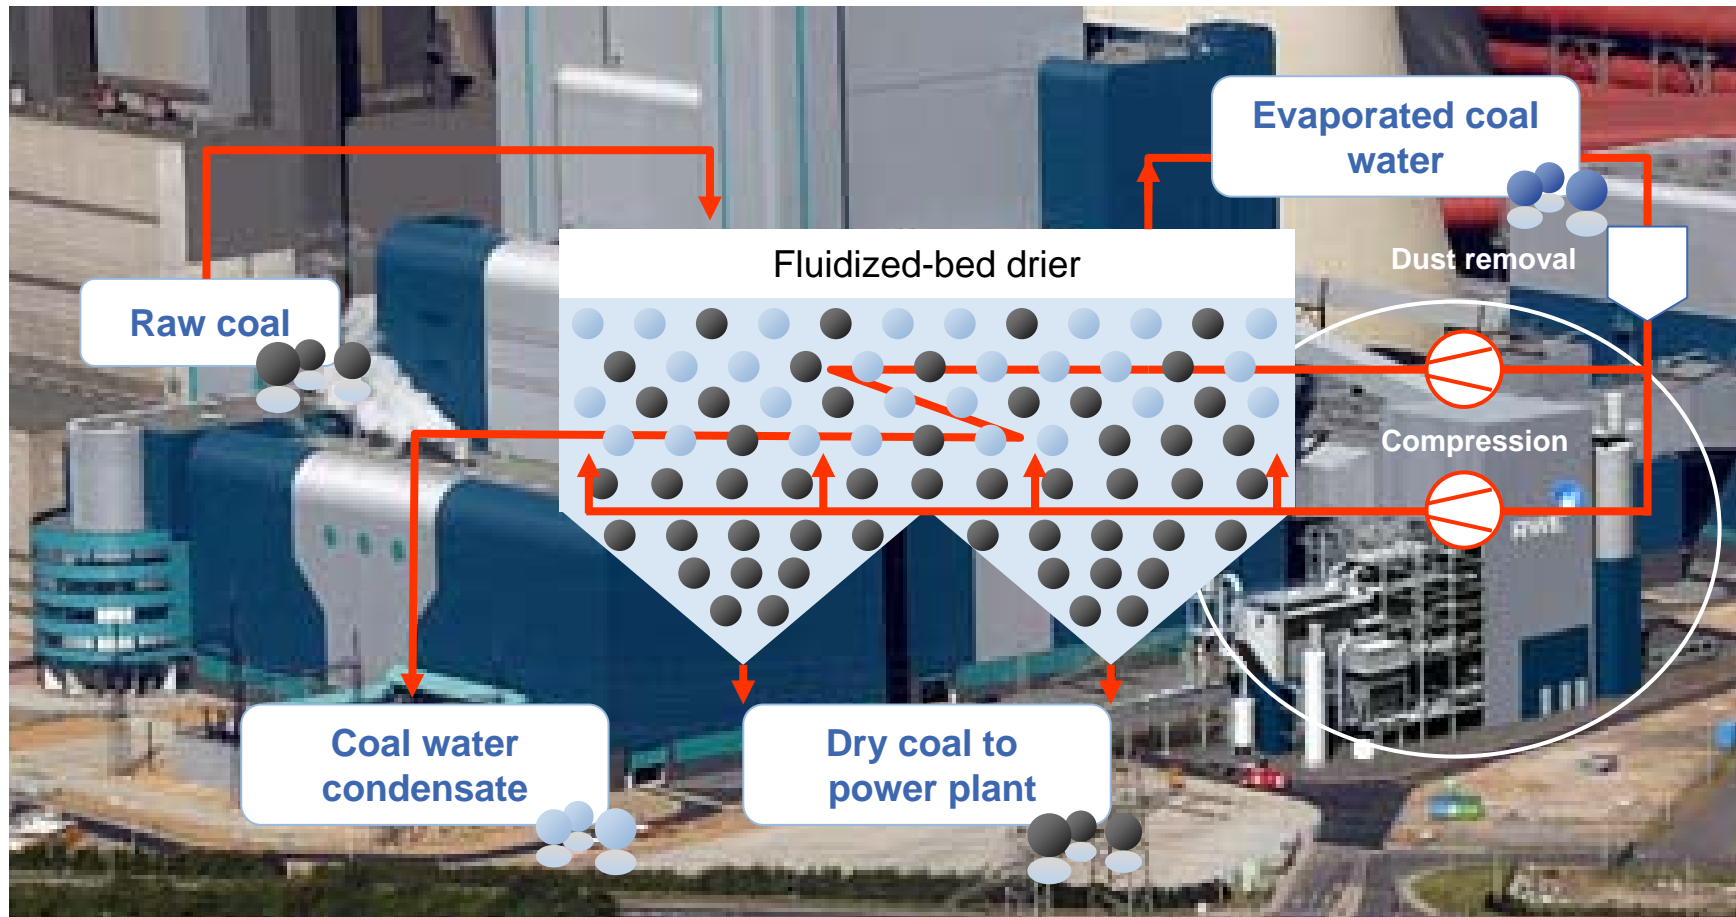 Evaporated coal
water
Fluidized-bed drier
Dust removal
Raw coal
Compression
RWE
Coal water
condensate
Dry coal to
power plant